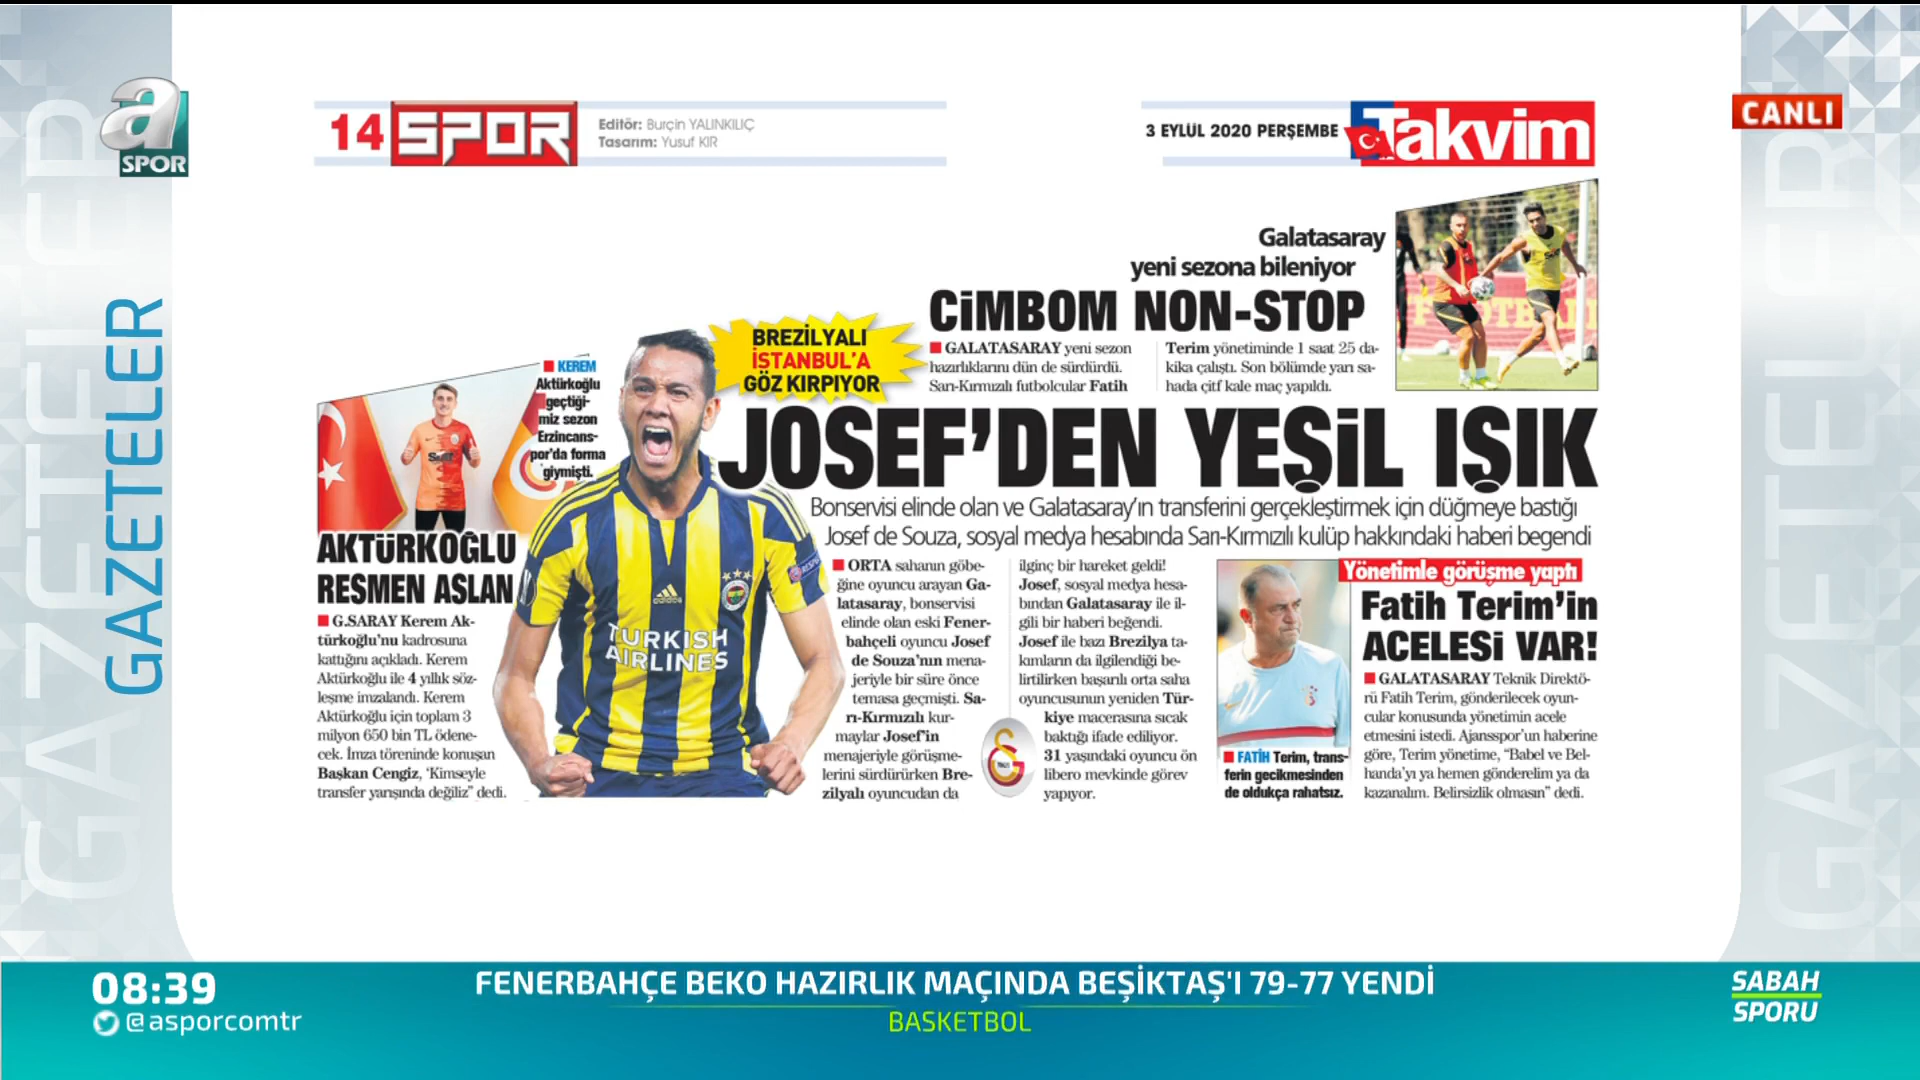 a
SPOR
CANLI
GAZETELER
GAZETELER
GAZETELER
14 SPOR
Editör: Burçin YALINKILIÇ
Tasarım: Yusuf KIR
3 EYLÜL 2020 PERŞEMBE
Takvim
Galatasaray
yeni sezona bileniyor
CİMBOM NON-STOP
■ GALATASARAY yeni sezon
hazırlıklarını dün de sürdürdü.
Sarı-Kırmızılı futbolcular Fatih
Terim yönetiminde 1 saat 25 da-
kika çalıştı. Son bölümde yarı sa-
hada çitf kale maç yapıldı.
BREZİLYALI
İSTANBUL'A
GÖZ KIRPIYOR
JOSEF'DEN YEŞİL IŞIK
Bonservisi elinde olan ve Galatasaray'ın transferini gerçekleştirmek için düğmeye bastığı
Josef de Souza, sosyal medya hesabında Sarı-Kırmızılı kulüp hakkındaki haberi begendi
■ ORTA sahanın göbe-
ğine oyuncu arayan Ga-
latasaray, bonservisi
elinde olan eski Fener-
bahçeli oyuncu Josef
de Souza'nın mena-
jeriyle bir süre önce
temasa geçmişti. Sa-
rı-Kırmızılı kur-
maylar Josef'in
menajeriyle görüşme-
lerini sürdürürken Bre-
zilyalı oyuncudan da
ilginç bir hareket geldi!
Josef, sosyal medya hesa-
bından Galatasaray ile il-
gili bir haberi beğendi.
Josef ile bazı Brezilya ta-
kımların da ilgilendiği be-
lirtilirken başarılı orta saha
oyuncusunun yeniden Tür-
kiye macerasına sıcak
baktığı ifade ediliyor.
31 yaşındaki oyuncu ön
libero mevkinde görev
yapıyor.
■ KEREM
Aktürkoğlu
geçtiği-
miz sezon
Erzincans-
por'da forma
giymişti.
AKTÜRKOĞLU
RESMEN ASLAN
■ G.SARAY Kerem Ak-
türkoğlu'nu kadrosuna
kattığını açıkladı. Kerem
Aktürkoğlu ile 4 yıllık söz-
leşme imzalandı. Kerem
Aktürkoğlu için toplam 3
milyon 650 bin TL ödene-
cek. İmza töreninde konuşan
Başkan Cengiz, 'Kimseyle
transfer yarışında değiliz" dedi.
TURKISH
AIRLINES
Yönetimle görüşme yaptı
Fatih Terim'in
ACELESİ VAR!
■ GALATASARAY Teknik Direktö-
rü Fatih Terim, gönderilecek oyun-
cular konusunda yönetimin acele
etmesini istedi. Ajansspor'un haberine
göre, Terim yönetime, "Babel ve Bel-
handa'yı ya hemen gönderelim ya da
kazanalım. Belirsizlik olmasın" dedi.
■ FATİH Terim, trans-
ferin gecikmesinden
de oldukça rahatsız.
08:39
@asporcomtr
FENERBAHÇE BEKO HAZIRLIK MAÇINDA BEŞİKTAŞ'I 79-77 YENDİ
BASKETBOL
SABAH
SPORU